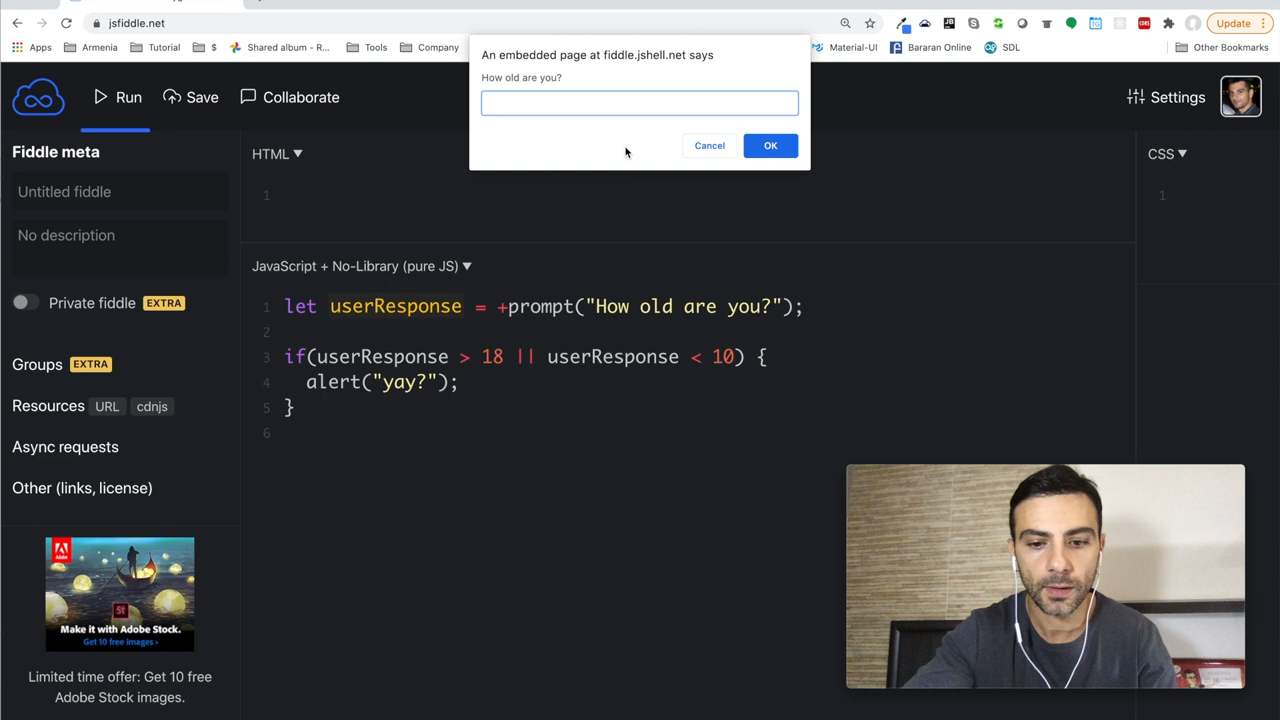 jsfiddle.net
Update
Apps
Armenia
Tutorial
$
Shared album - R...
Tools
Company
Material-UI
Bararan Online
SDL
Other Bookmarks
An embedded page at fiddle.jshell.net says
How old are you?
Cancel
OK
Run
Save
Collaborate
Settings
Fiddle meta
Untitled fiddle
No description
Private fiddle EXTRA
Groups EXTRA
Resources URL cdnjs
Async requests
Other (links, license)
Make it with Adobe Stock.
Get 10 free images ›
St
Limited time offer: Get 10 free
Adobe Stock images.
HTML
1
CSS
1
JavaScript + No-Library (pure JS)
1 let userResponse = +prompt("How old are you?");
2
3 if(userResponse > 18 || userResponse < 10) {
4 alert("yay?");
5 }
6